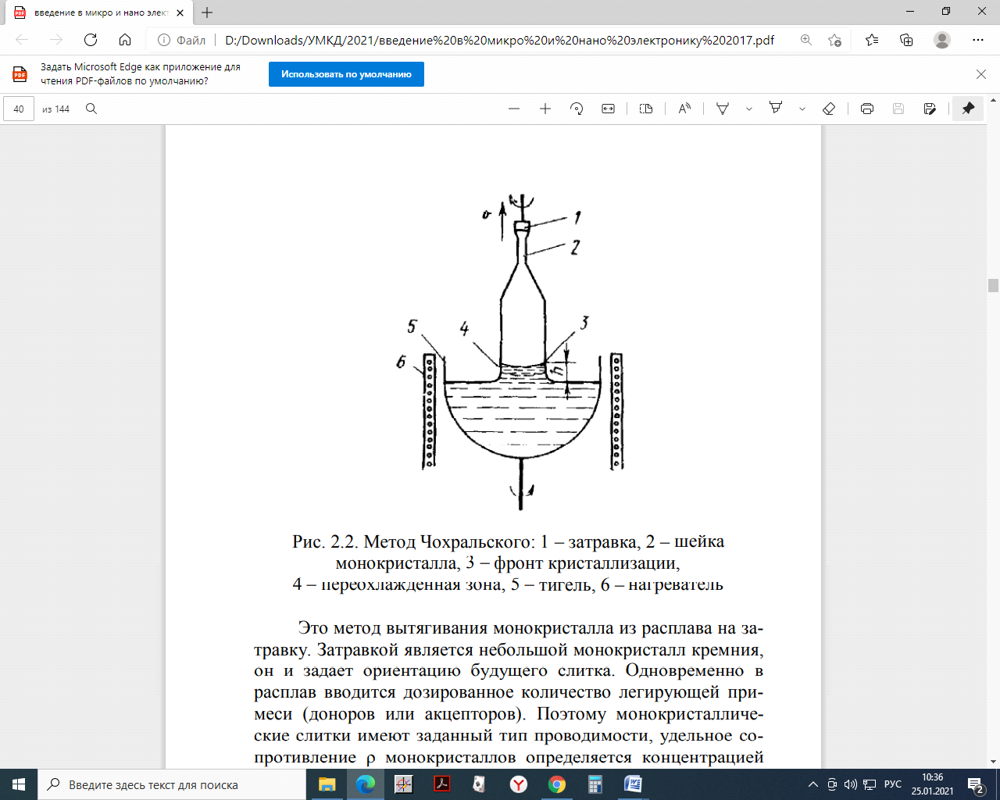 введение в микро и нано элект
Файл
D:/Downloads/УМКД/2021/введение%20в%20микро%20и%20нано%20электронику%202017.pdf
Задать Microsoft Edge как приложение для
чтения PDF-файлов по умолчанию?
Использовать по умолчанию
40 из 144
υ
1
2
5
4
3
6
h
Рис. 2.2. Метод Чохральского: 1 – затравка, 2 – шейка
монокристалла, 3 – фронт кристаллизации,
4 – переохлажденная зона, 5 – тигель, 6 – нагреватель
Это метод вытягивания монокристалла из расплава на за-
травку. Затравкой является небольшой монокристалл кремния,
он и задает ориентацию будущего слитка. Одновременно в
расплав вводится дозированное количество легирующей при-
меси (доноров или акцепторов). Поэтому монокристалличе-
ские слитки имеют заданный тип проводимости, удельное со-
противление ρ монокристаллов определяется концентрацией
Введите здесь текст для поиска
РУС
10:36
25.01.2021
2